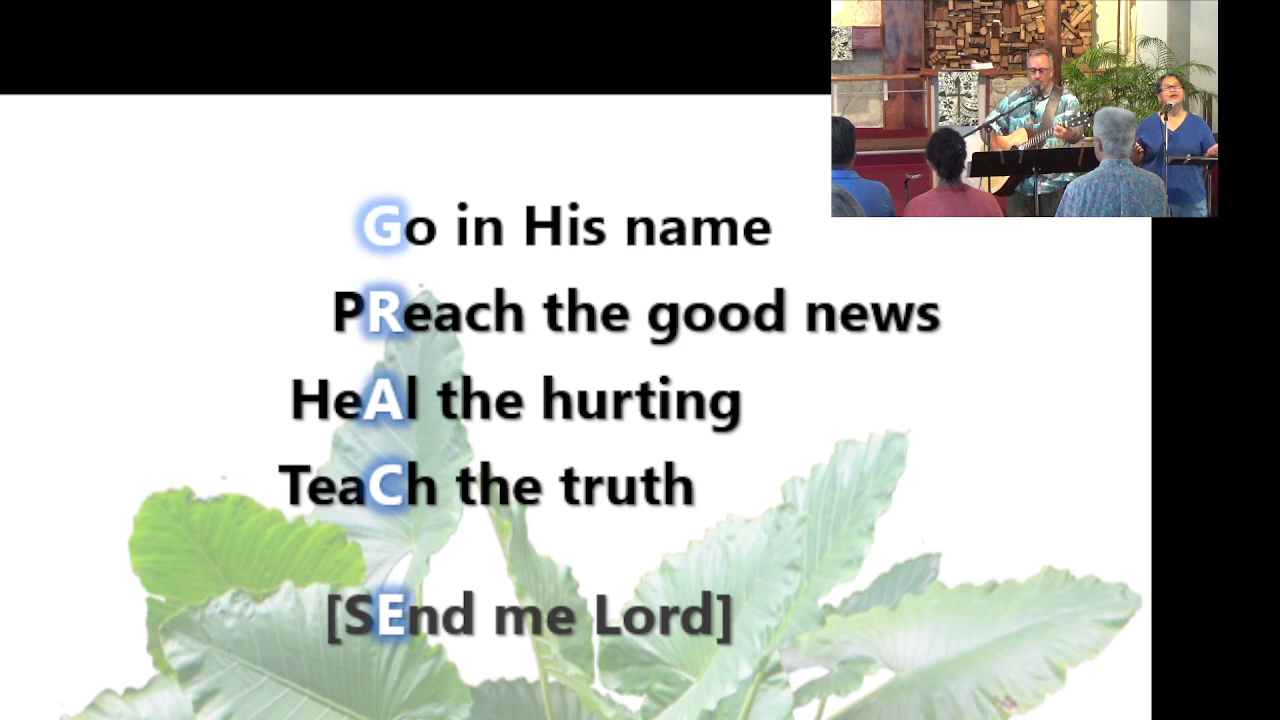 Go in His name
PReach the good news
HeAl the hurting
TeaCh the truth
[SEnd me Lord]